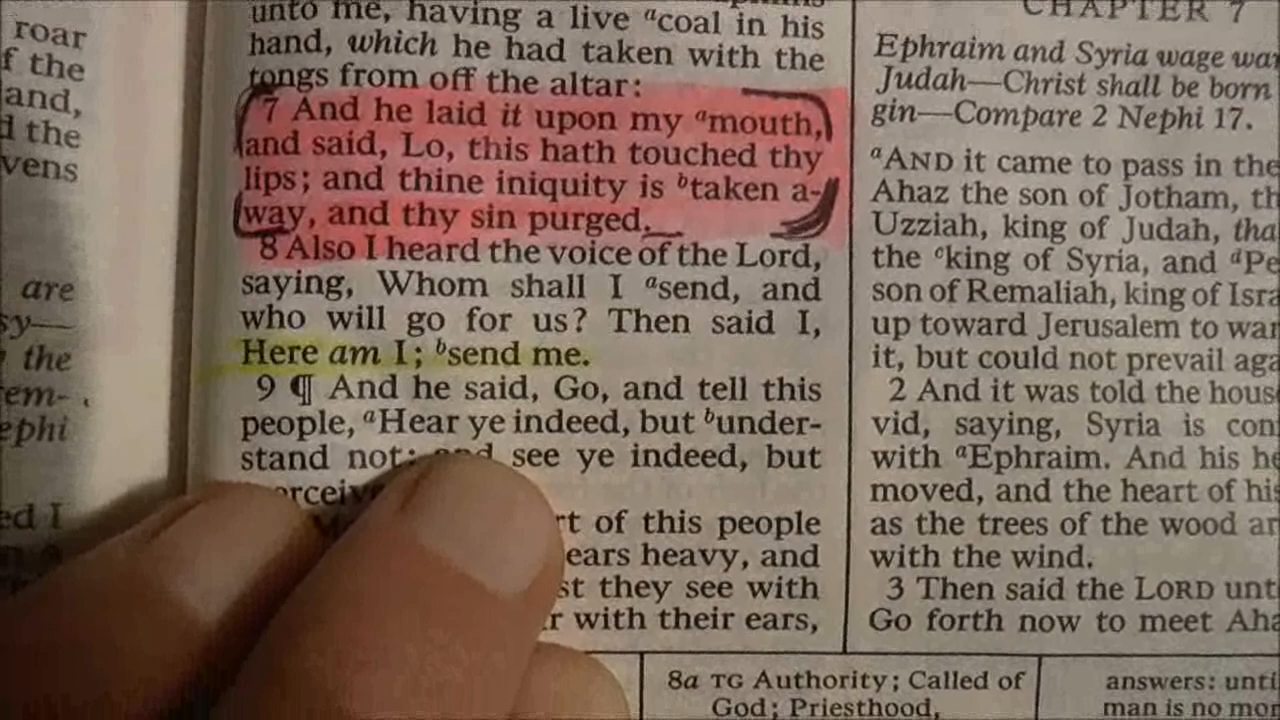 roar
f the
and,
d the
vens
are
sy—
the
em-
ephi
ed I
unto me, having a live ᵃcoal in his
hand, which he had taken with the
tongs from off the altar:
7 And he laid it upon my ᵃmouth,
and said, Lo, this hath touched thy
lips; and thine iniquity is ᵇtaken a-
way, and thy sin purged.
8 Also I heard the voice of the Lord,
saying, Whom shall I ᵃsend, and
who will go for us? Then said I,
Here am I; ᵇsend me.
9 ¶ And he said, Go, and tell this
people, ᵃHear ye indeed, but ᵇunder-
stand not; and see ye indeed, but
erceive
rt of this people
ears heavy, and
st they see with
r with their ears,
CHAPTER 7
Ephraim and Syria wage war
Judah—Christ shall be born
gin—Compare 2 Nephi 17.
ᵃAND it came to pass in the
Ahaz the son of Jotham, th
Uzziah, king of Judah, tha
the ᶜking of Syria, and ᵈPe
son of Remaliah, king of Isra
up toward Jerusalem to war
it, but could not prevail aga
2 And it was told the hous
vid, saying, Syria is con
with ᵃEphraim. And his he
moved, and the heart of his
as the trees of the wood ar
with the wind.
3 Then said the LORD unt
Go forth now to meet Aha
8a TG Authority; Called of
God; Priesthood,
answers: unti
man is no mor